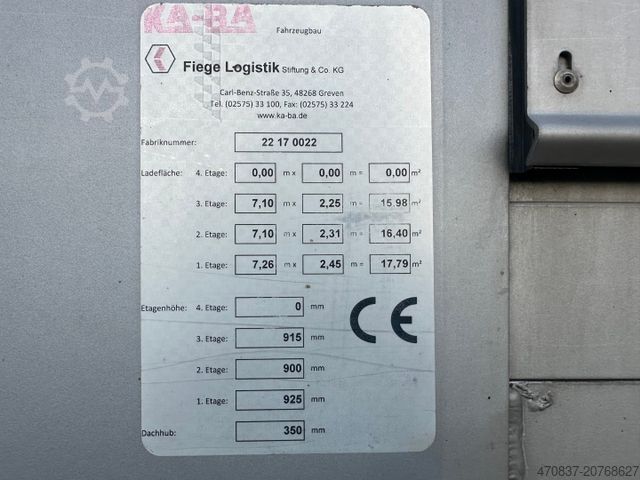 KA-BA
Fahrzeugbau
Fiege Logistik Stiftung & Co. KG
Carl-Benz-Straße 35, 48268 Greven
Tel. (02575) 33 100, Fax: (02575) 33 224
www.ka-ba.de
Fabriknummer: 22 17 0022
Ladefläche: 4. Etage: 0,00 m x 0,00 m = 0,00 m²
3. Etage: 7,10 m x 2,25 m = 15,98 m²
2. Etage: 7,10 m x 2,31 m = 16,40 m²
1. Etage: 7,26 m x 2,45 m = 17,79 m²
Etagenhöhe: 4. Etage: 0 mm
CE
3. Etage: 915 mm
2. Etage: 900 mm
1. Etage: 925 mm
Dachhub: 350 mm
470837-20768627